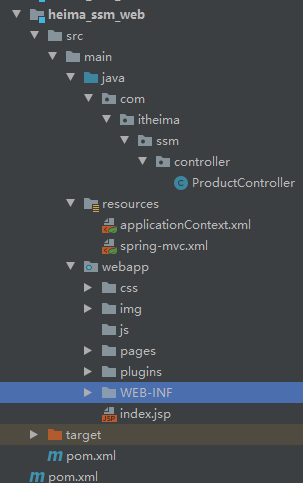 heima_ssm_web
src
main
java
com
itheima
ssm
controller
ProductController
resources
applicationContext.xml
spring-mvc.xml
webapp
css
img
js
pages
plugins
WEB-INF
index.jsp
target
pom.xml
pom.xml